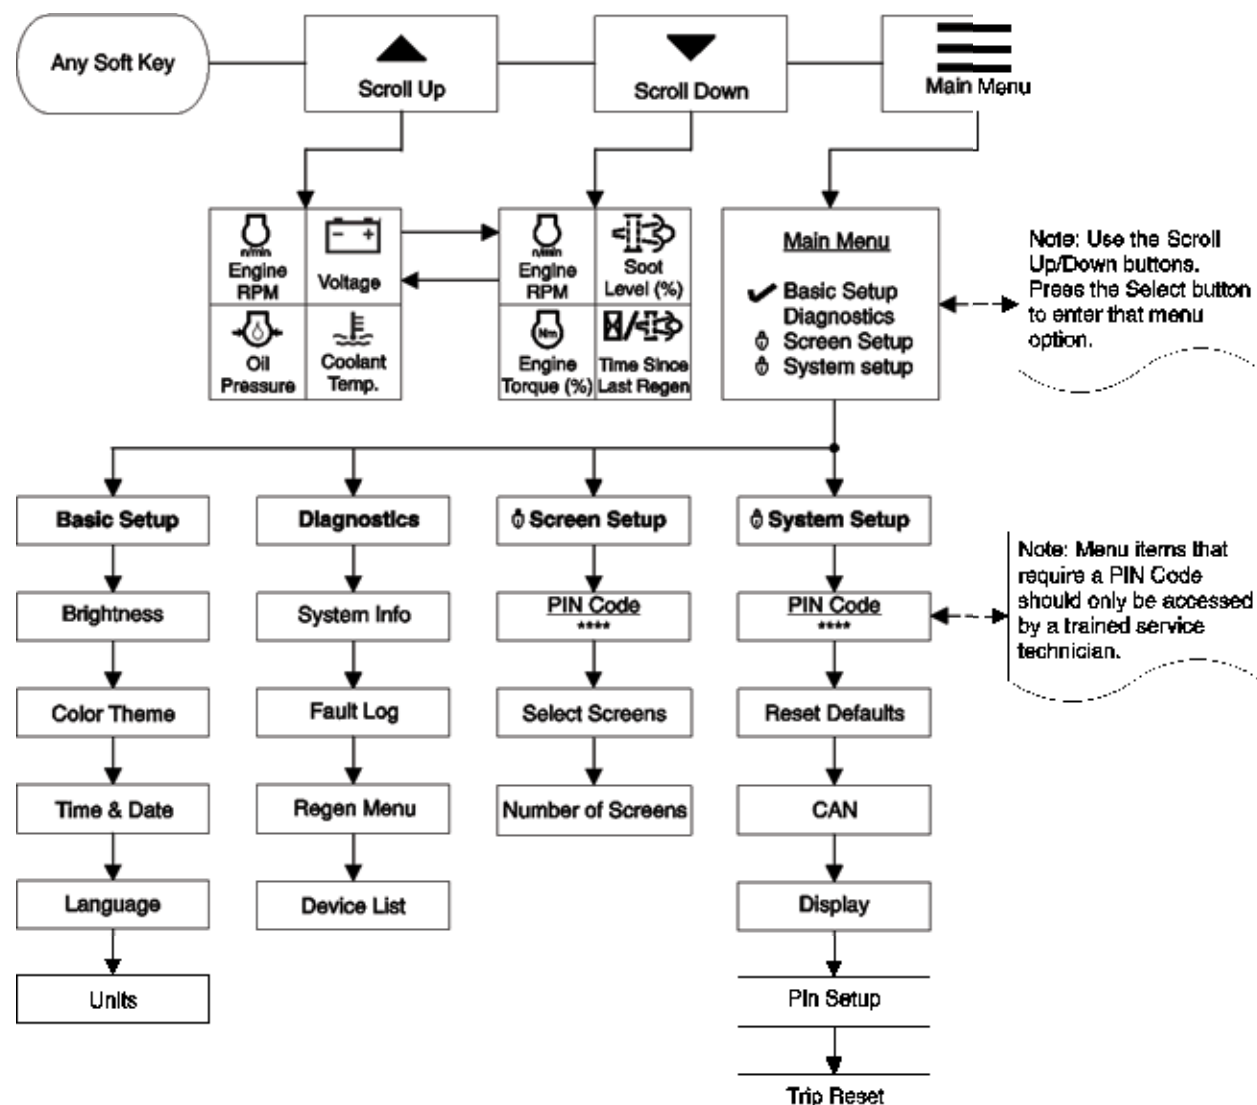 Any Soft Key
Scroll Up
Scroll Down
Main Menu
n/min
Engine
RPM
- +
Voltage
Oil
Pressure
Coolant
Temp.
n/min
Engine
RPM
Soot
Level (%)
Nm
Engine
Torque (%)
Time Since
Last Regen
Main Menu
Basic Setup
Diagnostics
Screen Setup
System setup
Note: Use the Scroll
Up/Down buttons.
Press the Select button
to enter that menu
option.
Basic Setup
Brightness
Color Theme
Time & Date
Language
Units
Diagnostics
System Info
Fault Log
Regen Menu
Device List
Screen Setup
PIN Code
****
Select Screens
Number of Screens
System Setup
PIN Code
****
Reset Defaults
CAN
Display
Pin Setup
Trip Reset
Note: Menu items that
require a PIN Code
should only be accessed
by a trained service
technician.